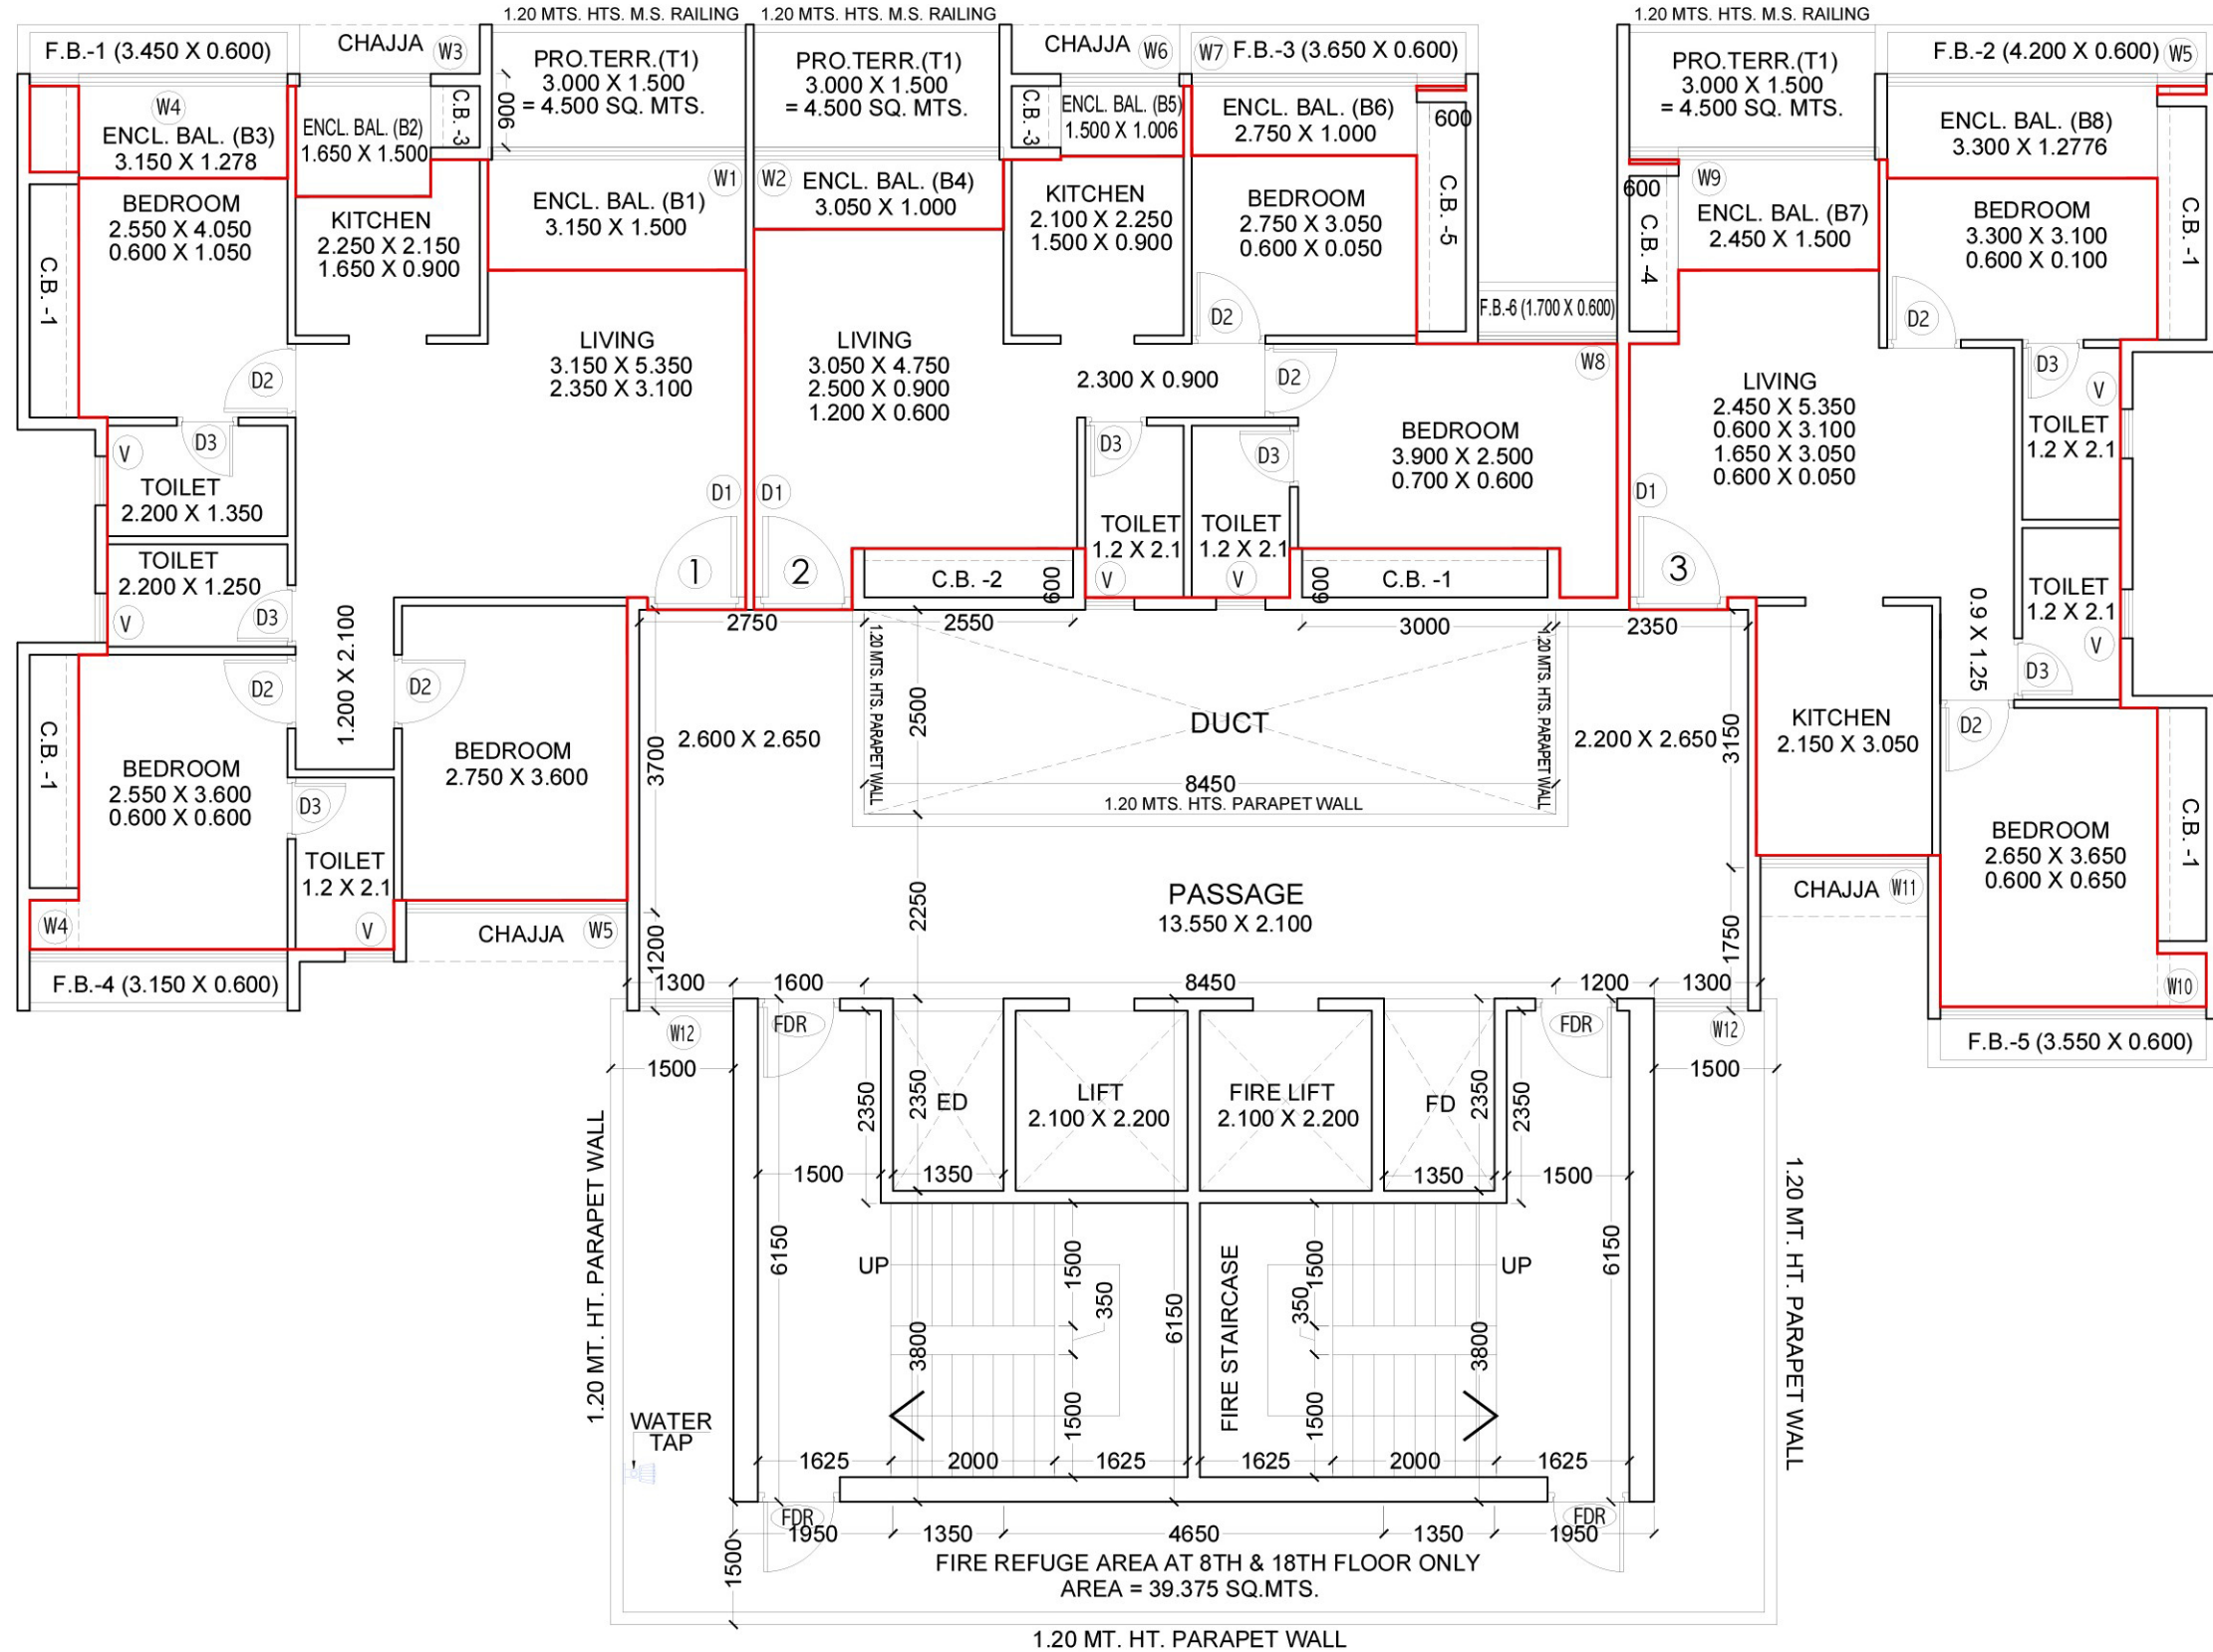 1.20 MTS. HTS. M.S. RAILING
1.20 MTS. HTS. M.S. RAILING
1.20 MTS. HTS. M.S. RAILING
F.B.-1 (3.450 X 0.600)
CHAJJA
W3
PRO.TERR.(T1)
3.000 X 1.500
= 4.500 SQ. MTS.
PRO.TERR.(T1)
3.000 X 1.500
= 4.500 SQ. MTS.
CHAJJA
W6
W7
F.B.-3 (3.650 X 0.600)
PRO.TERR.(T1)
3.000 X 1.500
= 4.500 SQ. MTS.
F.B.-2 (4.200 X 0.600)
W5
W4
ENCL. BAL. (B3)
3.150 X 1.278
ENCL. BAL. (B2)
1.650 X 1.500
C.B.-3
900
C.B.-3
ENCL. BAL. (B5)
1.500 X 1.006
ENCL. BAL. (B6)
2.750 X 1.000
600
ENCL. BAL. (B8)
3.300 X 1.2776
C.B. -1
BEDROOM
2.550 X 4.050
0.600 X 1.050
C.B. -1
KITCHEN
2.250 X 2.150
1.650 X 0.900
W1
ENCL. BAL. (B1)
3.150 X 1.500
W2
ENCL. BAL. (B4)
3.050 X 1.000
KITCHEN
2.100 X 2.250
1.500 X 0.900
BEDROOM
2.750 X 3.050
0.600 X 0.050
C.B. -5
600
C.B. -4
W9
ENCL. BAL. (B7)
2.450 X 1.500
BEDROOM
3.300 X 3.100
0.600 X 0.100
D2
F.B.-6 (1.700 X 0.600)
D2
LIVING
3.150 X 5.350
2.350 X 3.100
D2
LIVING
3.050 X 4.750
2.500 X 0.900
1.200 X 0.600
2.300 X 0.900
D2
W8
LIVING
2.450 X 5.350
0.600 X 3.100
1.650 X 3.050
0.600 X 0.050
D3
V
TOILET
1.2 X 2.1
V
D3
TOILET
2.200 X 1.350
D3
D3
BEDROOM
3.900 X 2.500
0.700 X 0.600
D1
D1
D1
TOILET
1.2 X 2.1
V
TOILET
1.2 X 2.1
V
TOILET
2.200 X 1.250
V
D3
1
2
3
C.B. -2
600
600
C.B. -1
TOILET
1.2 X 2.1
V
D3
0.9 X 1.25
1.200 X 2.100
2750
2550
3000
2350
1.20 MTS. HTS. PARAPET WALL
1.20 MTS. HTS. PARAPET WALL
C.B. -1
D2
D2
BEDROOM
2.550 X 3.600
0.600 X 0.600
BEDROOM
2.750 X 3.600
3700
2.600 X 2.650
2500
DUCT
8450
1.20 MTS. HTS. PARAPET WALL
2.200 X 2.650
3150
KITCHEN
2.150 X 3.050
D2
BEDROOM
2.650 X 3.650
0.600 X 0.650
C.B. -1
D3
TOILET
1.2 X 2.1
V
W4
CHAJJA
W5
1200
2250
PASSAGE
13.550 X 2.100
1750
CHAJJA
W11
W10
F.B.-4 (3.150 X 0.600)
1300
1600
8450
1200
1300
F.B.-5 (3.550 X 0.600)
W12
FDR
FDR
W12
1500
1500
2350
2350
ED
LIFT
2.100 X 2.200
FIRE LIFT
2.100 X 2.200
FD
2350
2350
1500
1350
1350
1500
1.20 MT. HT. PARAPET WALL
1.20 MT. HT. PARAPET WALL
6150
UP
1500
350
3800
1500
6150
FIRE STAIRCASE
1500
350
1500
3800
UP
6150
WATER
TAP
1625
2000
1625
1625
2000
1625
FDR
FDR
1950
1350
4650
1350
1950
1500
FIRE REFUGE AREA AT 8TH & 18TH FLOOR ONLY
AREA = 39.375 SQ.MTS.
1.20 MT. HT. PARAPET WALL